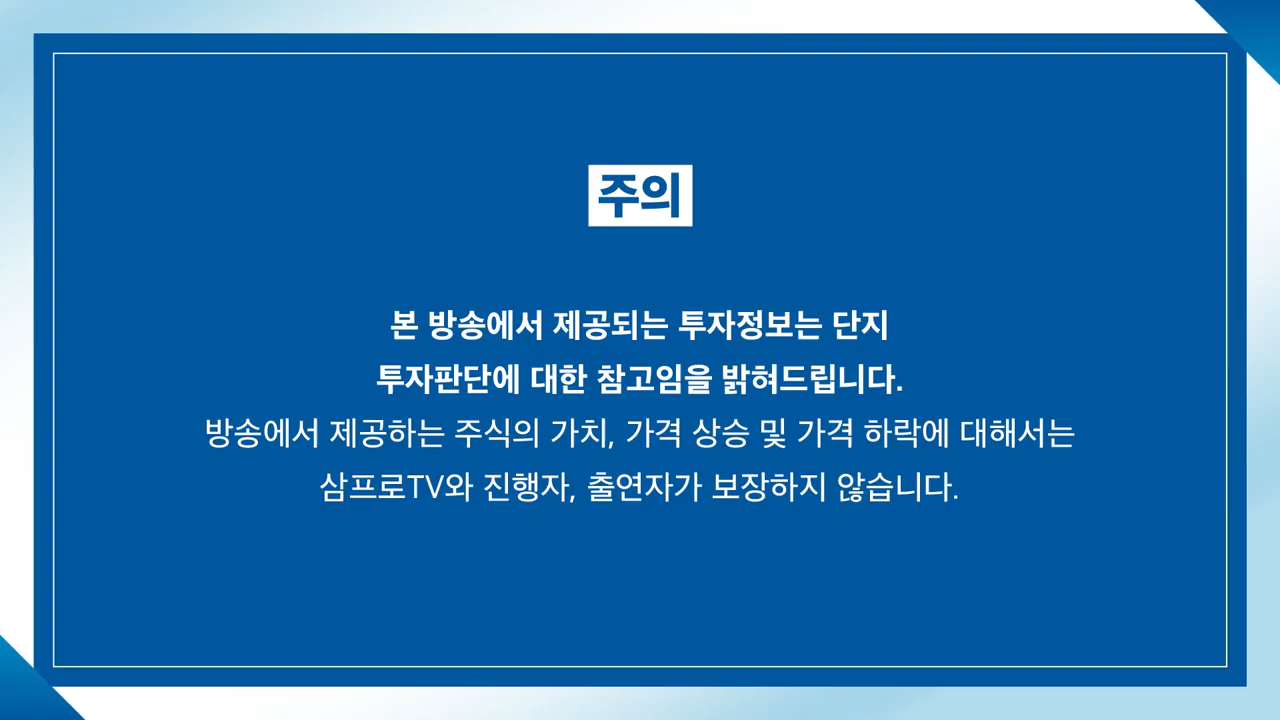 주의
본 방송에서 제공되는 투자정보는 단지
투자판단에 대한 참고임을 밝혀드립니다.
방송에서 제공하는 주식의 가치, 가격 상승 및 가격 하락에 대해서는
삼프로TV와 진행자, 출연자가 보장하지 않습니다.